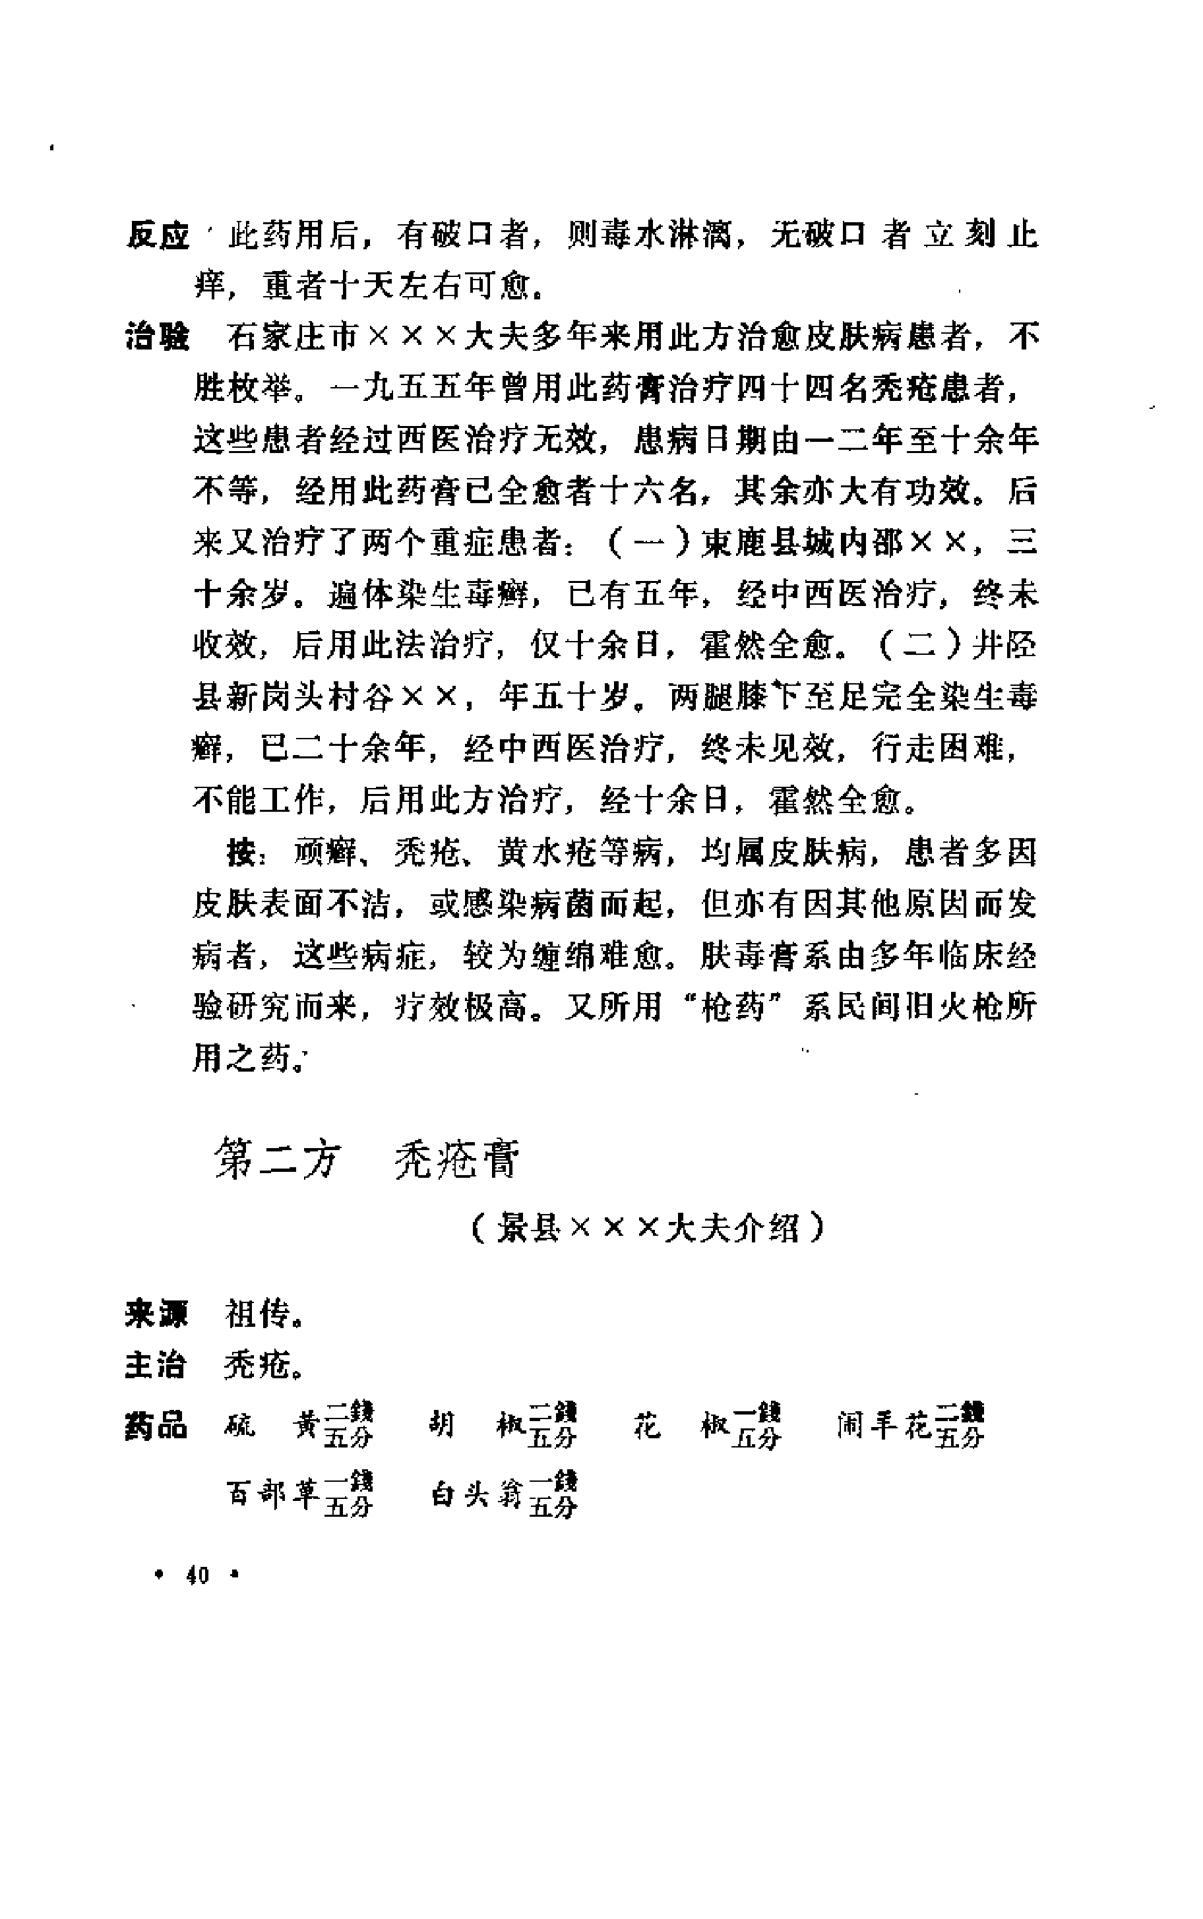 反应 此药用后，有破口者，则毒水淋漓，无破口者立刻止
痒，重者十天左右可愈。
治验 石家庄市×××大夫多年来用此方治愈皮肤病患者，不
胜枚举。一九五五年曾用此药膏治疗四十四名秃疮患者，
这些患者经过西医治疗无效，患病日期由一二年至十余年
不等，经用此药膏已全愈者十六名，其余亦大有功效。后
来又治疗了两个重症患者：（一）束鹿县城内邵××，三
十余岁。遍体染生毒癣，已有五年，经中西医治疗，终未
收效，后用此法治疗，仅十余日，霍然全愈。（二）井陉
县新岗头村谷××，年五十岁。两腿膝下至足完全染生毒
癣，已二十余年，经中西医治疗，终未见效，行走困难，
不能工作，后用此方治疗，经十余日，霍然全愈。
按：顽癣、秃疮、黄水疮等病，均属皮肤病，患者多因
皮肤表面不洁，或感染病菌而起，但亦有因其他原因而发
病者，这些病症，较为缠绵难愈。肤毒膏系由多年临床经
验研究而来，疗效极高。又所用“枪药”系民间旧火枪所
用之药。
第二方 秃疮膏
（景县×××大夫介绍）
来源 祖传。
主治 秃疮。
药品 硫黄二錢五分 胡椒二錢五分 花椒一錢五分 闹羊花二錢五分
百部草一錢五分 白头翁一錢五分
• 40 •